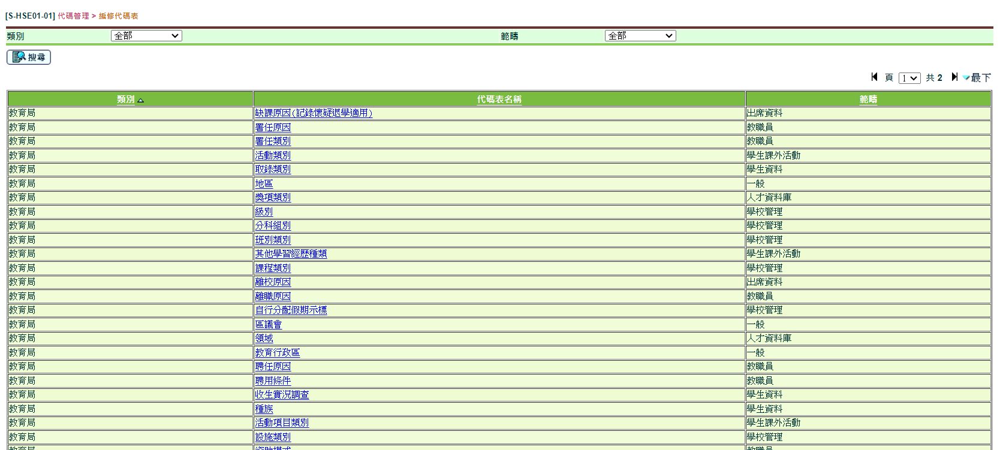 [S-HSE01-01] 代碼管理 > 編修代碼表
類別 全部 範疇 全部
搜尋
頁 1 共 2 最下
類別 代碼表名稱 範疇
教育局 缺課原因(記錄懷疑退學適用) 出席資料
教育局 署任原因 教職員
教育局 署任類別 教職員
教育局 活動類別 學生課外活動
教育局 取錄類別 學生資料
教育局 地區 一般
教育局 獎項類別 人才資料庫
教育局 級別 學校管理
教育局 分科組別 學校管理
教育局 班別類別 學校管理
教育局 其他學習經歷種類 學生課外活動
教育局 課程類別 學校管理
教育局 離校原因 出席資料
教育局 離職原因 教職員
教育局 自行分配假期示標 學校管理
教育局 區議會 一般
教育局 領域 人才資料庫
教育局 教育行政區 一般
教育局 聘任原因 教職員
教育局 聘用條件 教職員
教育局 收生實況調查 學生資料
教育局 種族 學生資料
教育局 活動項目類別 學生課外活動
教育局 設施類別 學校管理
教育局 資助模式 教職員